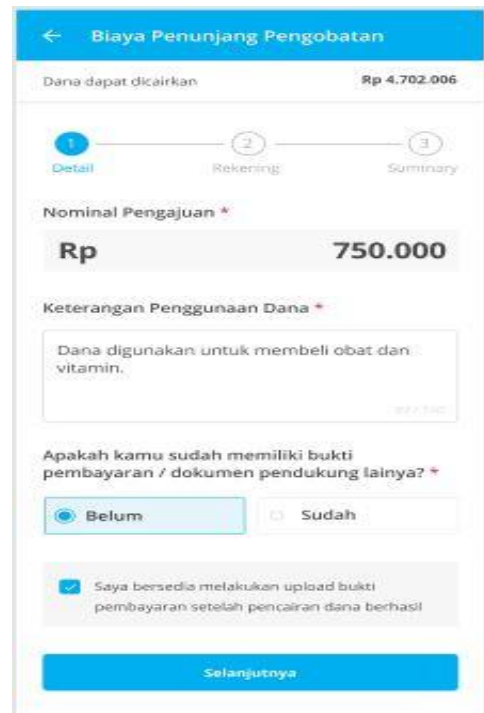 Biaya Penunjang Pengobatan
Dana dapat dicairkan Rp 4.702.006
1 2 3
Detail Rekening Summary
Nominal Pengajuan *
Rp 750.000
Keterangan Penggunaan Dana *
Dana digunakan untuk membeli obat dan
vitamin.
Apakah kamu sudah memiliki bukti
pembayaran / dokumen pendukung lainya? *
Belum Sudah
Saya bersedia melakukan upload bukti
pembayaran setelah pencairan dana berhasil
Selanjutnya